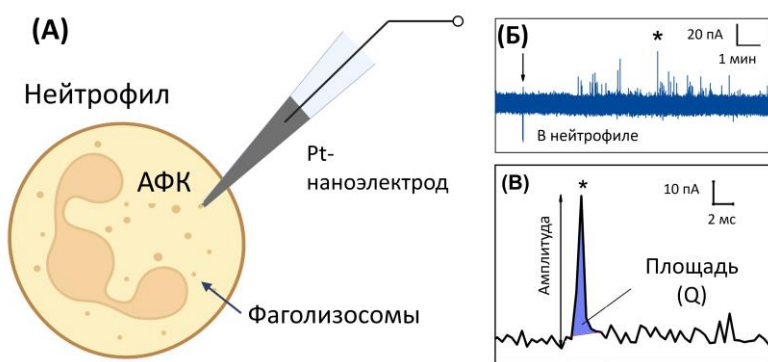 (А)
Нейтрофил
АФК
Pt-
наноэлектрод
Фаголизосомы
(Б)
*
20 пА
1 мин
В нейтрофиле
(В)
*
10 пА
2 мс
Амплитуда
Площадь
(Q)